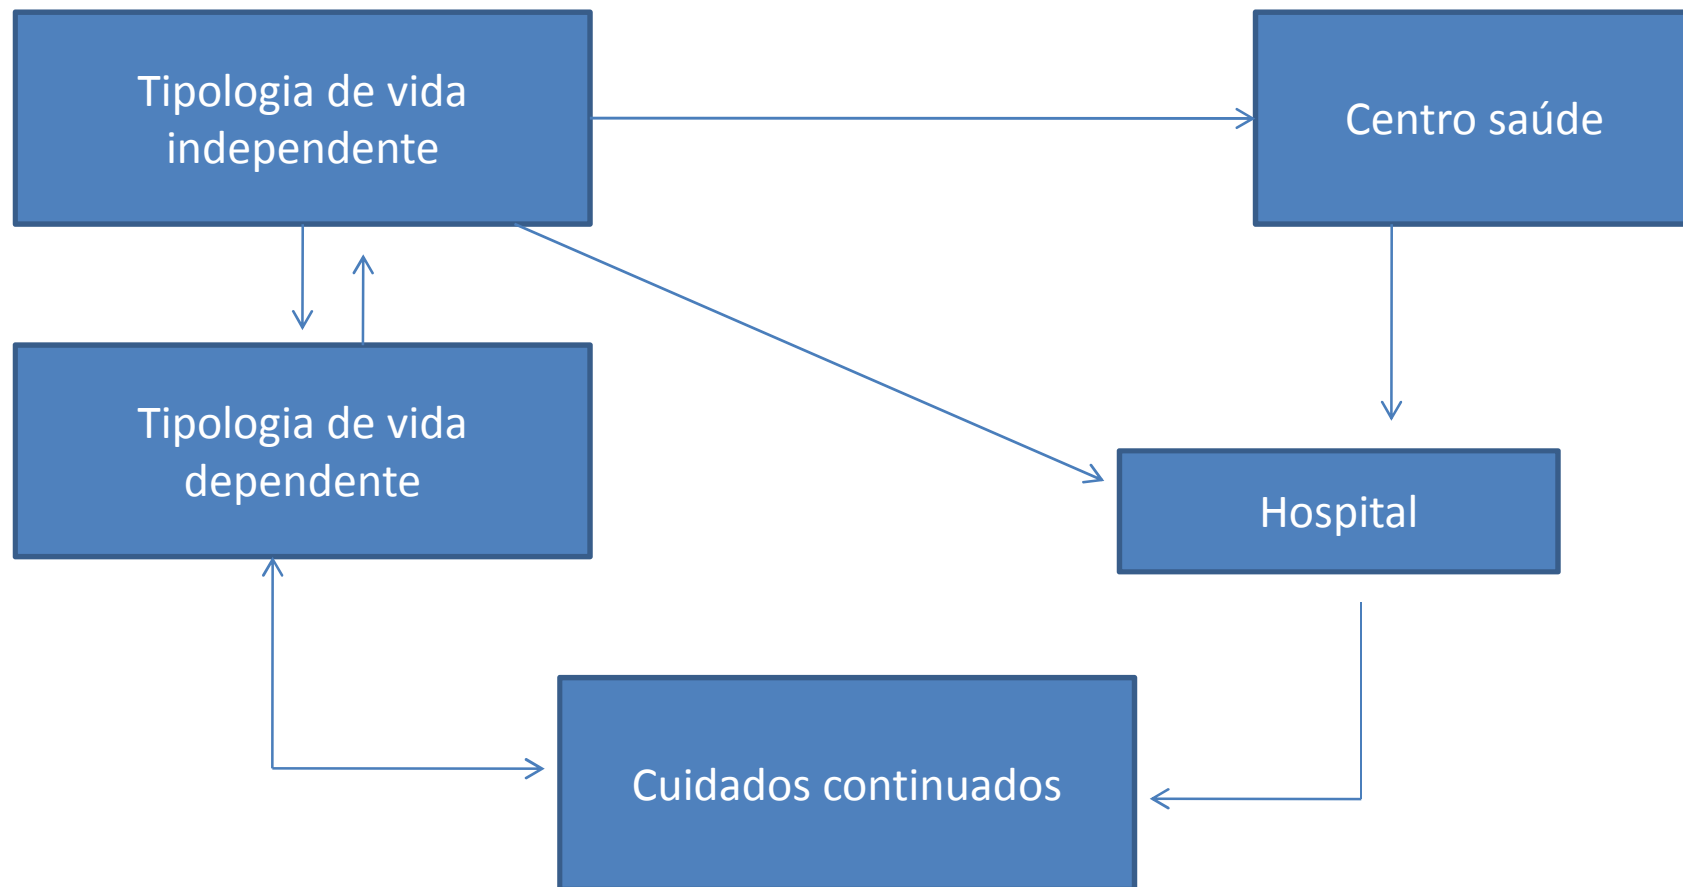 Tipologia de vida
independente
Centro saúde
Tipologia de vida
dependente
Hospital
Cuidados continuados